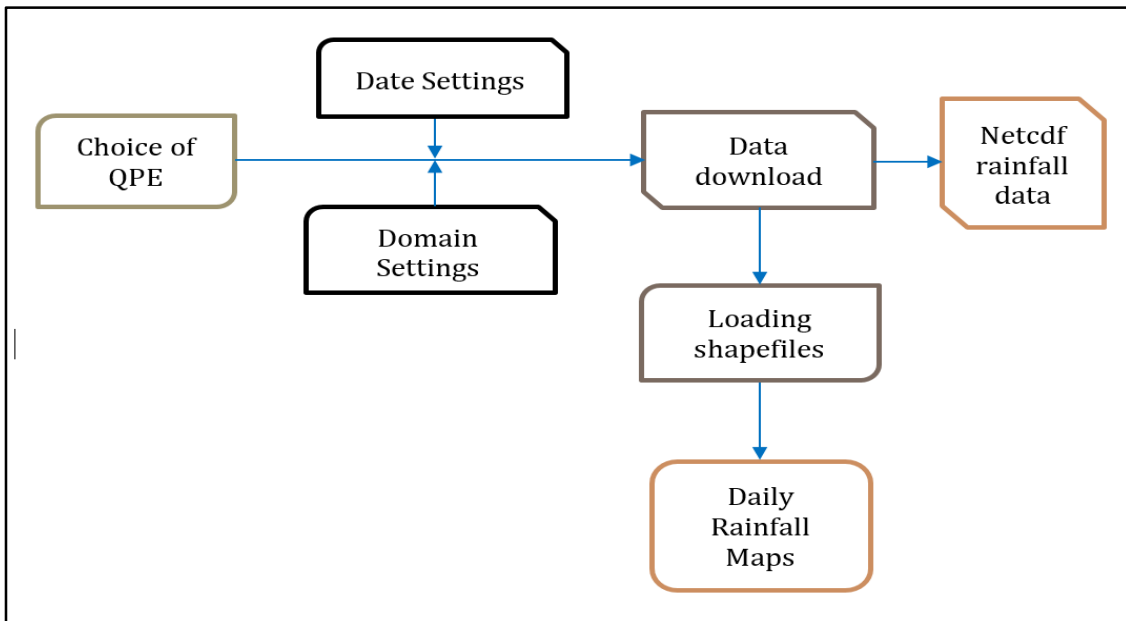 Date Settings
Choice of
QPE
Domain
Settings
Data
download
Netcdf
rainfall
data
Loading
shapefiles
Daily
Rainfall
Maps